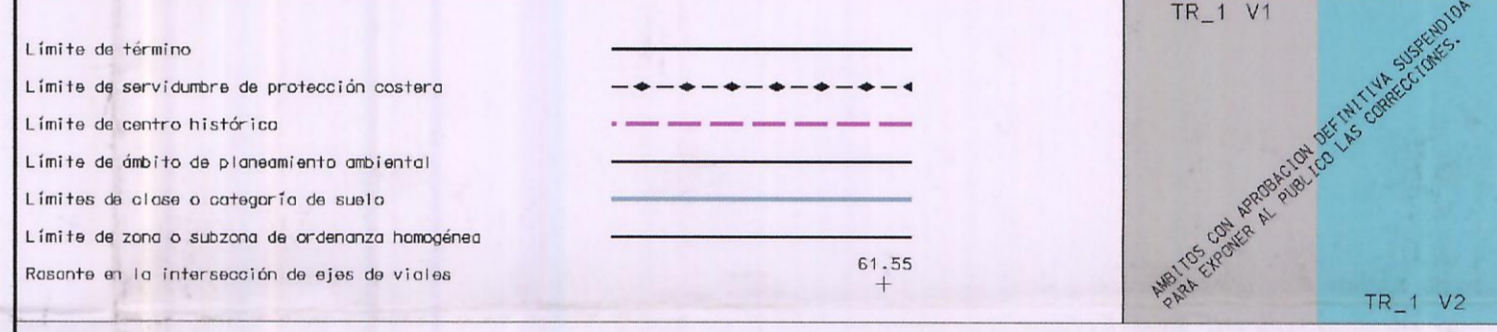 Límite de término
Límite de servidumbre de protección costera
Límite de centro histórico
Límite de ámbito de planeamiento ambiental
Límites de clase o categoría de suelo
Límite de zona o subzona de ordenanza homogénea
Rasante en la intersección de ejes de viales
61.55
TR_1 V1
AMBITOS CON APROBACION DEFINITIVA SUSPENDIDA
PARA EXPONER AL PUBLICO LAS CORRECCIONES.
TR_1 V2